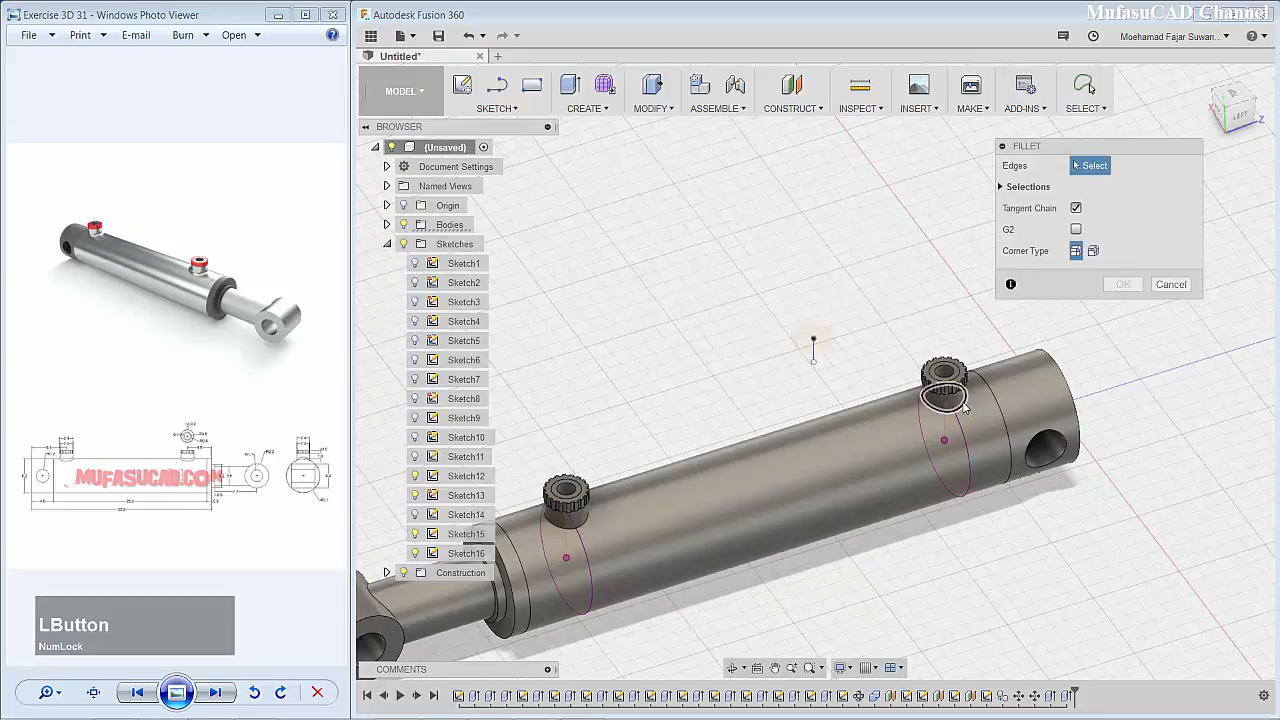 Exercise 3D 31 - Windows Photo Viewer
File Print E-mail Burn Open
MUFASUCAD.COM
LButton
NumLock
Autodesk Fusion 360
MufasuCAD Channel
Moehamad Fajar Suwan...
Untitled*
MODEL
SKETCH CREATE MODIFY ASSEMBLE CONSTRUCT INSPECT INSERT MAKE ADD-INS SELECT
BROWSER
(Unsaved)
Document Settings
Named Views
Origin
Bodies
Sketches
Sketch1
Sketch2
Sketch3
Sketch4
Sketch5
Sketch6
Sketch7
Sketch8
Sketch9
Sketch10
Sketch11
Sketch12
Sketch13
Sketch14
Sketch15
Sketch16
Construction
LEFT
FILLET
Edges Select
Selections
Tangent Chain
G2
Corner Type
OK Cancel
COMMENTS